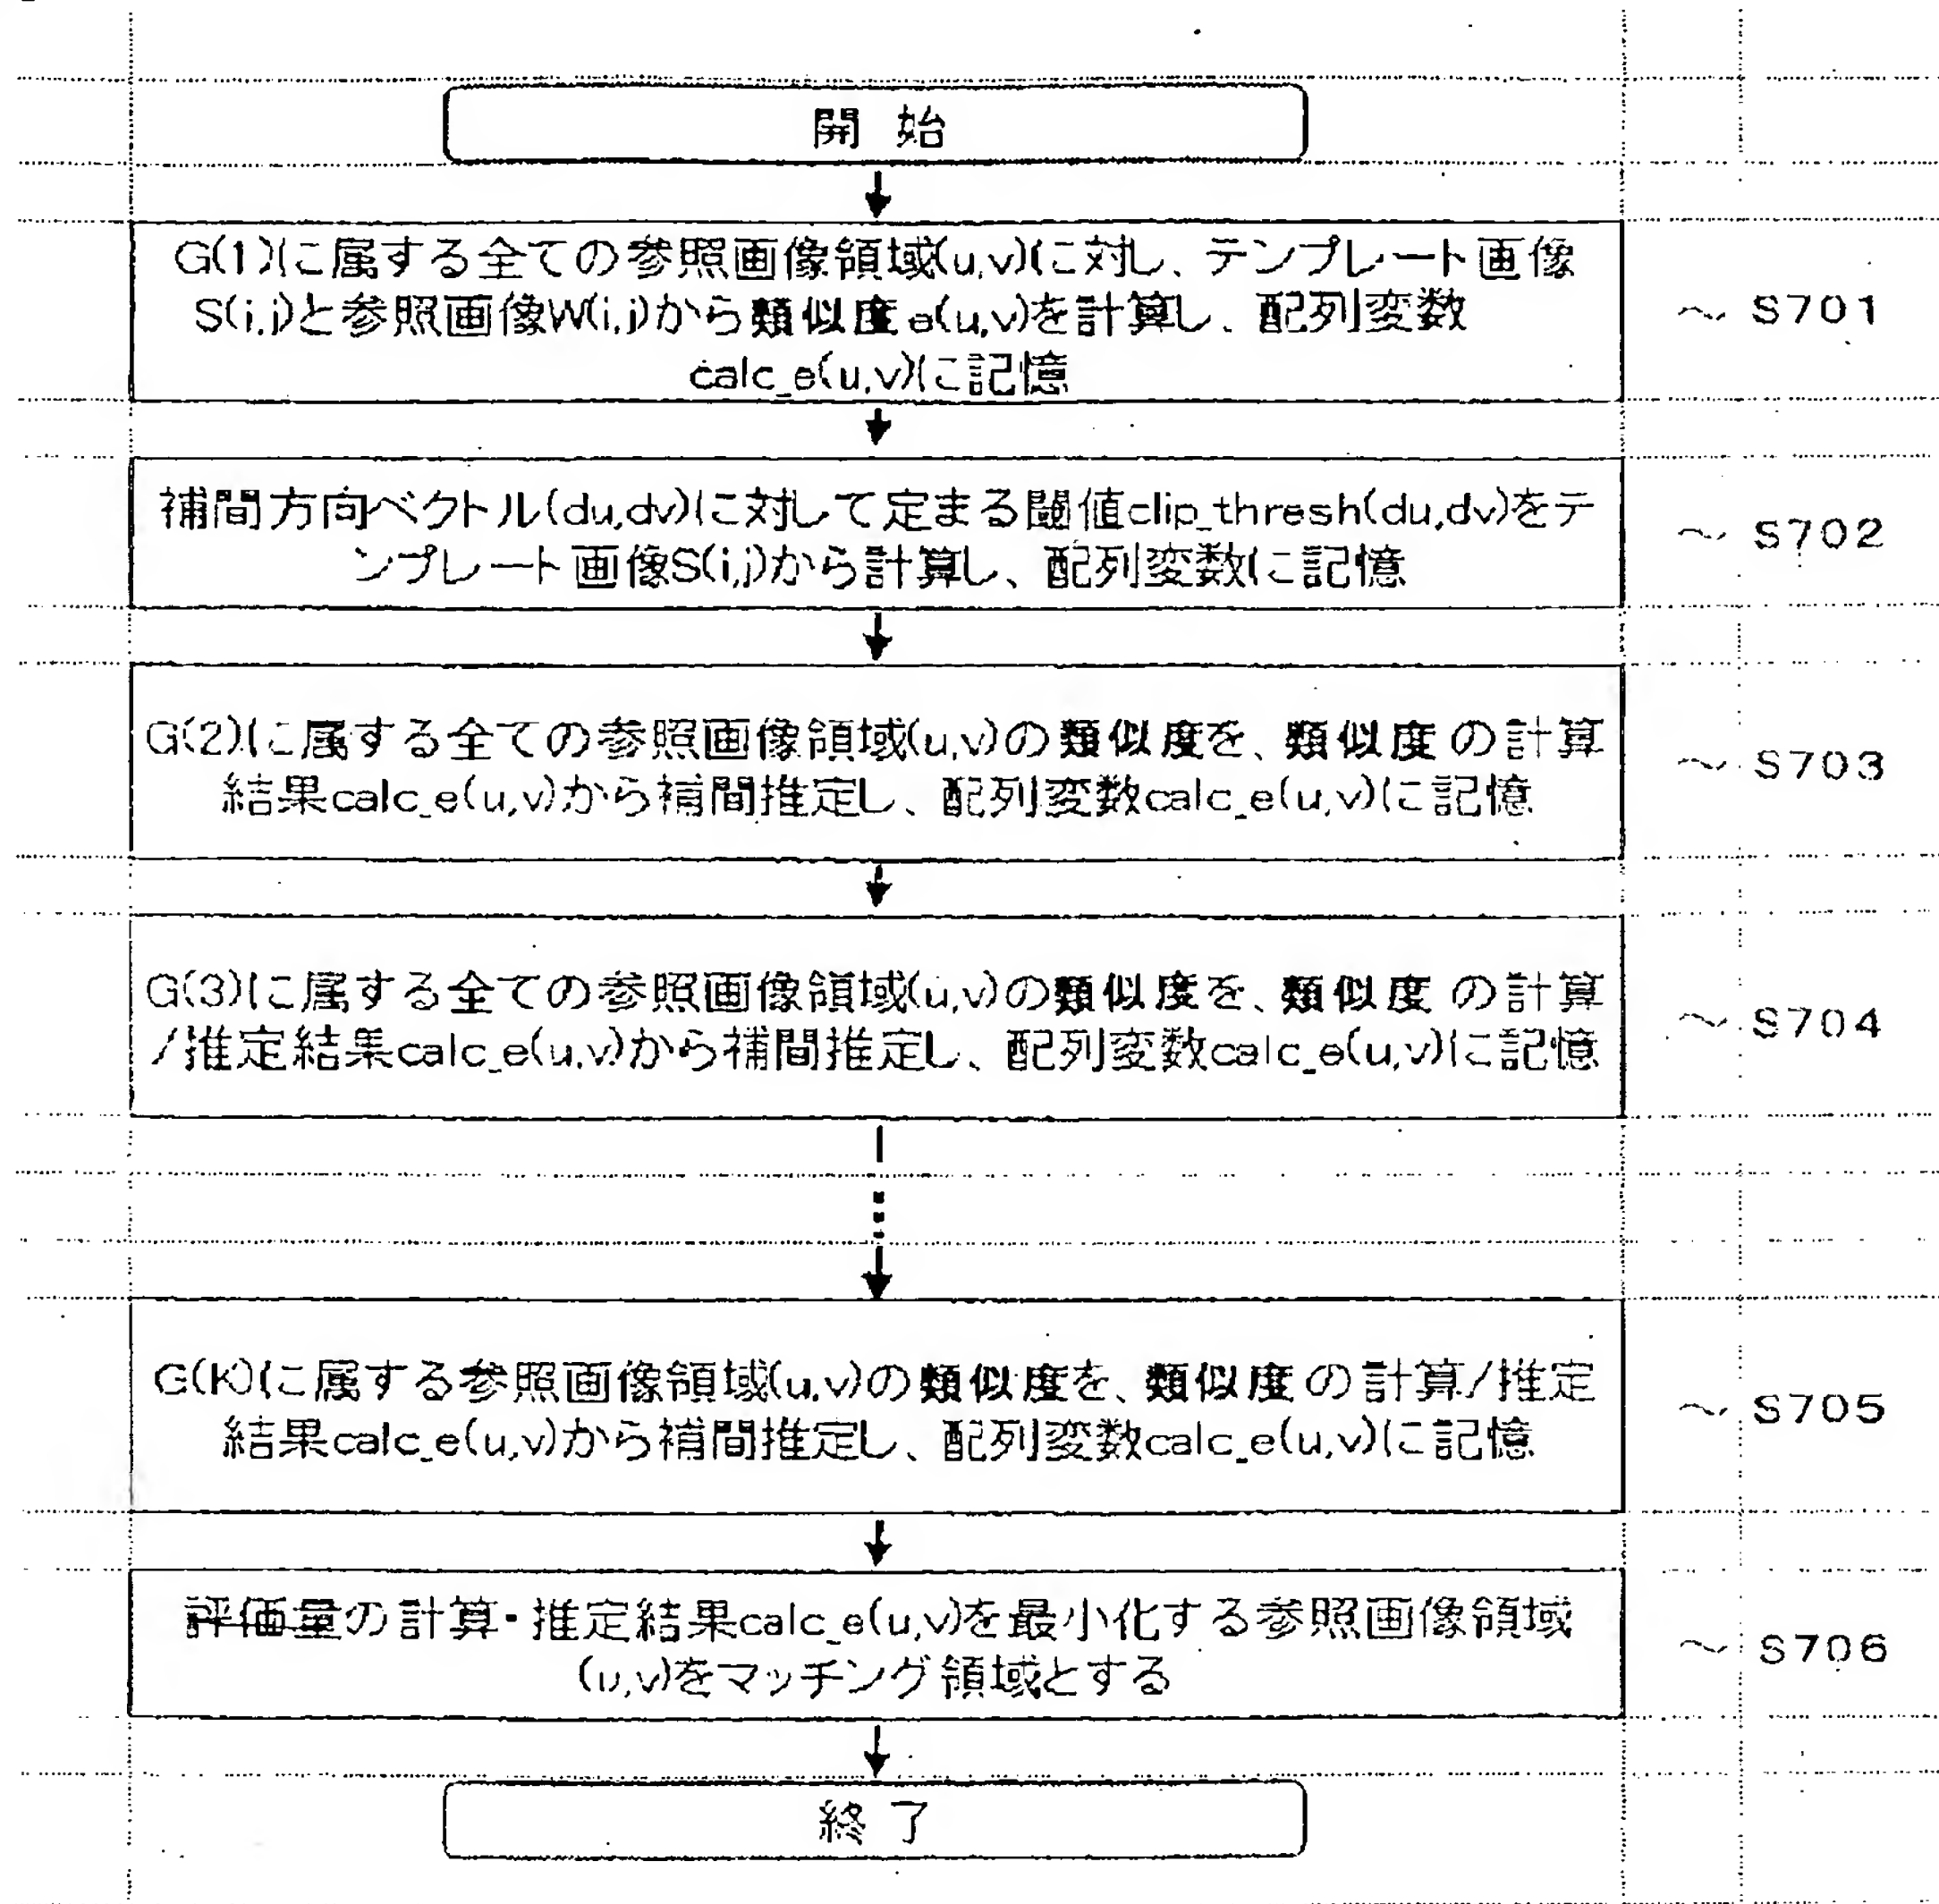 開始
G(1)に属する全ての参照画像領域(u,v)に対し、テンプレート画像
S(i,j)と参照画像W(i,j)から類似度e(u,v)を計算し、配列変数
calc_e(u,v)に記憶
~ S701
補間方向ベクトル(du,dv)に対して定まる閾値clip_thresh(du,dv)をテ
ンプレート画像S(i,j)から計算し、配列変数に記憶
~ S702
G(2)に属する全ての参照画像領域(u,v)の類似度を、類似度の計算
結果calc_e(u,v)から補間推定し、配列変数calc_e(u,v)に記憶
~ S703
G(3)に属する全ての参照画像領域(u,v)の類似度を、類似度の計算
/推定結果calc_e(u,v)から補間推定し、配列変数calc_e(u,v)に記憶
~ S704
G(K)に属する参照画像領域(u,v)の類似度を、類似度の計算/推定
結果calc_e(u,v)から補間推定し、配列変数calc_e(u,v)に記憶
~ S705
評価量の計算・推定結果calc_e(u,v)を最小化する参照画像領域
(u,v)をマッチング領域とする
~ S706
終了